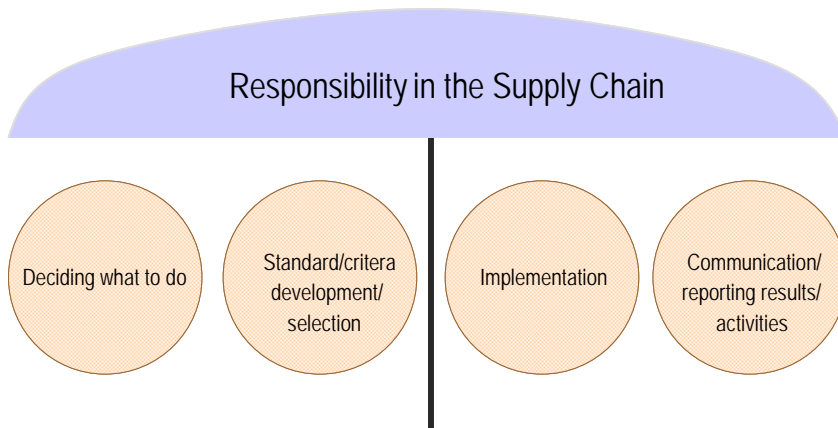 Responsibility in the Supply Chain
Deciding what to do
Standard/critera
development/
selection
Implementation
Communication/
reporting results/
activities